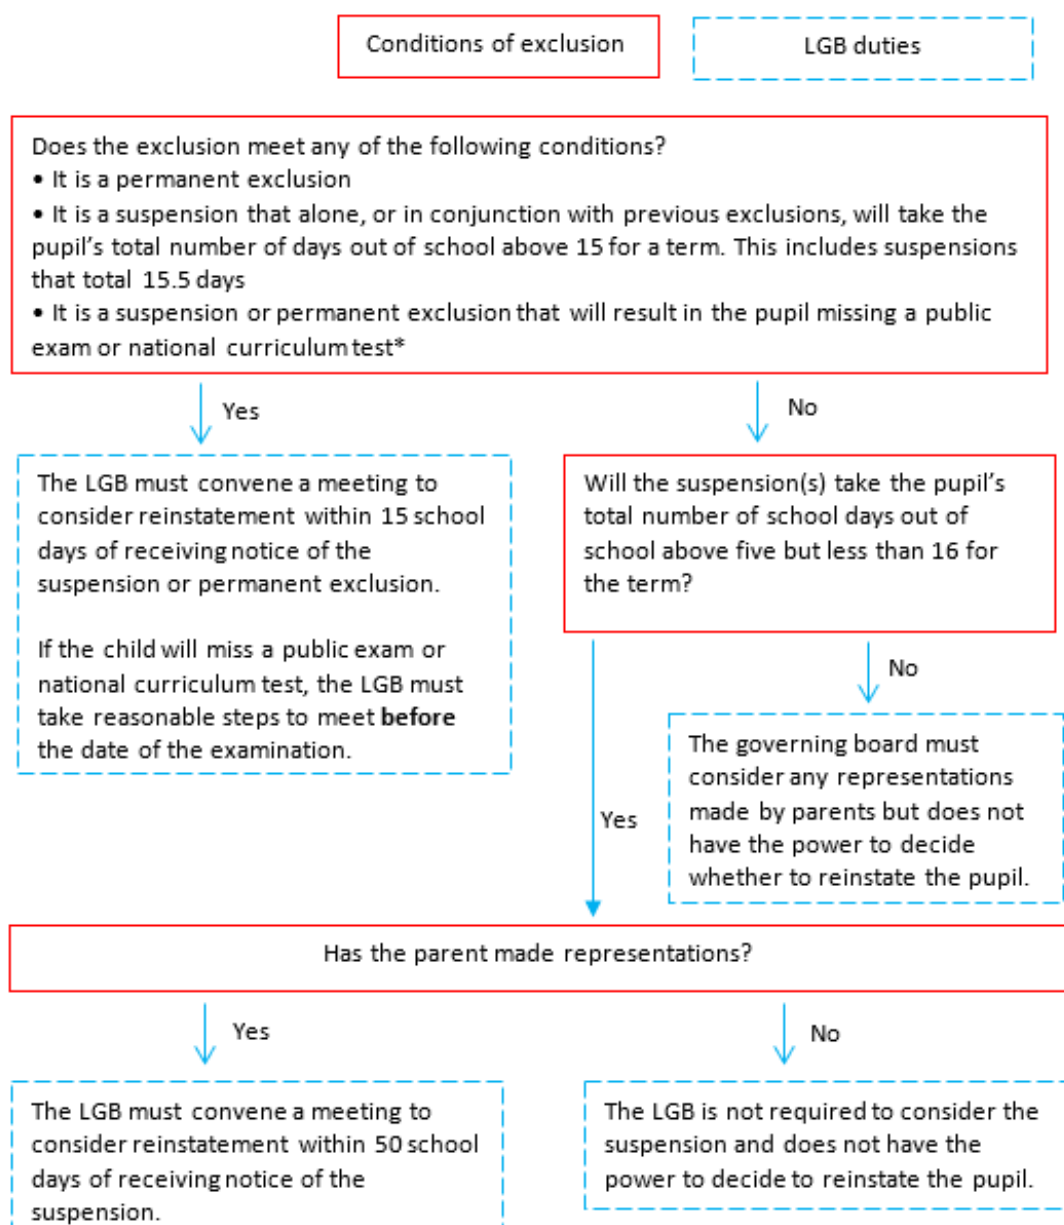 Conditions of exclusion
LGB duties
Does the exclusion meet any of the following conditions?
• It is a permanent exclusion
• It is a suspension that alone, or in conjunction with previous exclusions, will take the
pupil's total number of days out of school above 15 for a term. This includes suspensions
that total 15.5 days
• It is a suspension or permanent exclusion that will result in the pupil missing a public
exam or national curriculum test*
Yes
No
The LGB must convene a meeting to
consider reinstatement within 15 school
days of receiving notice of the
suspension or permanent exclusion.
If the child will miss a public exam or
national curriculum test, the LGB must
take reasonable steps to meet before
the date of the examination.
Will the suspension(s) take the pupil's
total number of school days out of
school above five but less than 16 for
the term?
No
Yes
The governing board must
consider any representations
made by parents but does not
have the power to decide
whether to reinstate the pupil.
Has the parent made representations?
Yes
No
The LGB must convene a meeting to
consider reinstatement within 50 school
days of receiving notice of the
suspension.
The LGB is not required to consider the
suspension and does not have the
power to decide to reinstate the pupil.